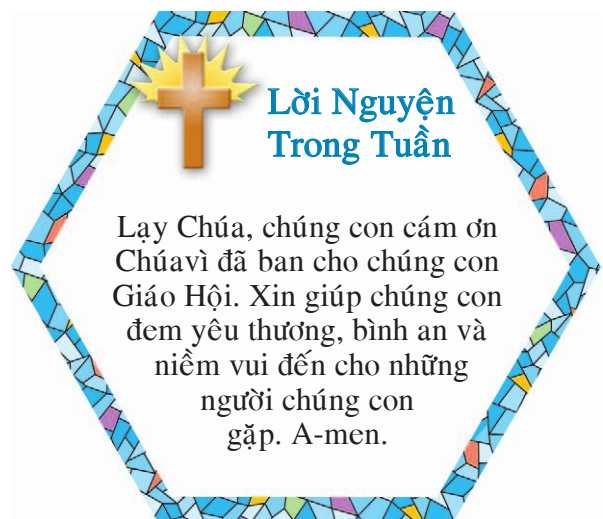 Lời Nguyện
Trong Tuần
Lạy Chúa, chúng con cám ơn
Chúavì đã ban cho chúng con
Giáo Hội. Xin giúp chúng con
đem yêu thương, bình an và
niềm vui đến cho những
người chúng con
gặp. A-men.